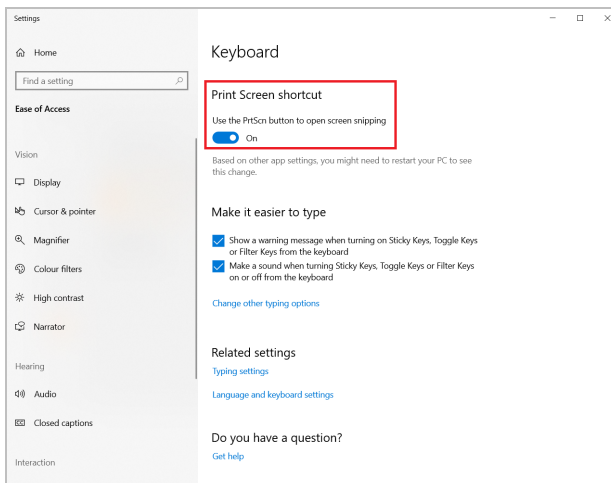 Settings
Home
Find a setting
Ease of Access
Vision
Display
Cursor & pointer
Magnifier
Colour filters
High contrast
Narrator
Hearing
Audio
Closed captions
Interaction
Keyboard
Print Screen shortcut
Use the PrtScn button to open screen snipping
On
Based on other app settings, you might need to restart your PC to see
this change.
Make it easier to type
Show a warning message when turning on Sticky Keys, Toggle Keys
or Filter Keys from the keyboard
Make a sound when turning Sticky Keys, Toggle Keys or Filter Keys
on or off from the keyboard
Change other typing options
Related settings
Typing settings
Language and keyboard settings
Do you have a question?
Get help